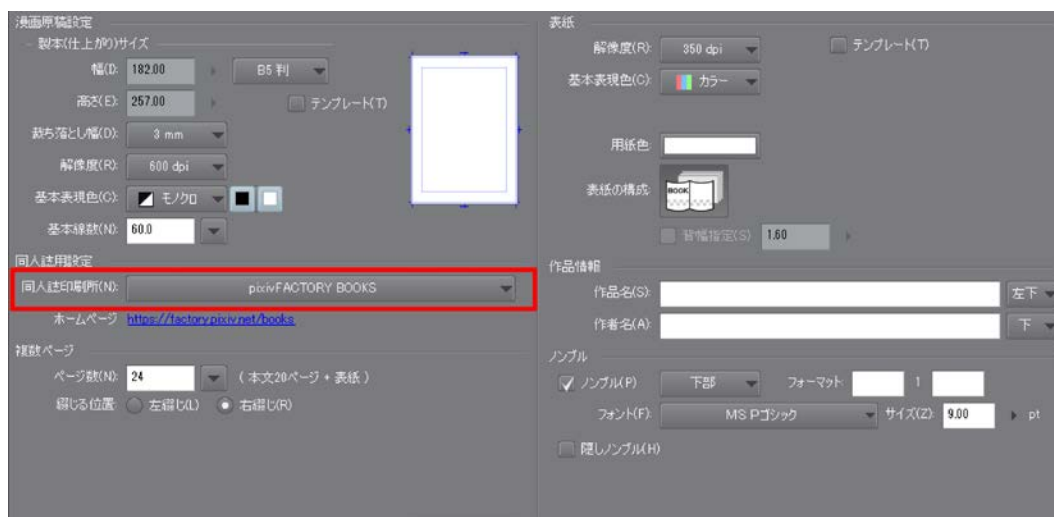 漫画原稿設定
製本(仕上がり)サイズ
幅(D: 182.00 B5 判
高さ(E): 257.00 テンプレート(T)
裁ち落とし幅(D): 3 mm
解像度(R): 600 dpi
基本表現色(C): モノクロ
基本線数(N): 60.0
同人誌用設定
同人誌印刷所(N): pixivFACTORY BOOKS
ホームページ https://factory.pixiv.net/books
複数ページ
ページ数(N): 24 (本文20ページ + 表紙)
綴じる位置: 左綴じ(L) 右綴じ(R)
表紙
解像度(R): 350 dpi テンプレート(T)
基本表現色(C): カラー
用紙色:
表紙の構成: BOOK
背幅指定(S) 1.60
作品情報
作品名(S): 左下
作者名(A): 下
ノンブル
ノンブル(P) 下部 フォーマット: 1
フォント(F): MS Pゴシック サイズ(Z): 9.00 pt
隠しノンブル(H)